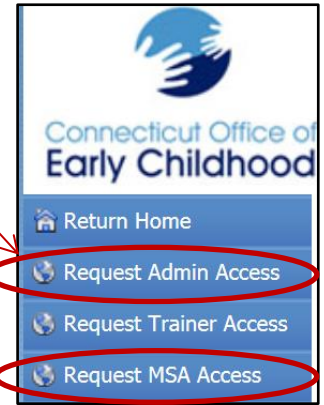 Connecticut Office of
Early Childhood
Return Home
Request Admin Access
Request Trainer Access
Request MSA Access